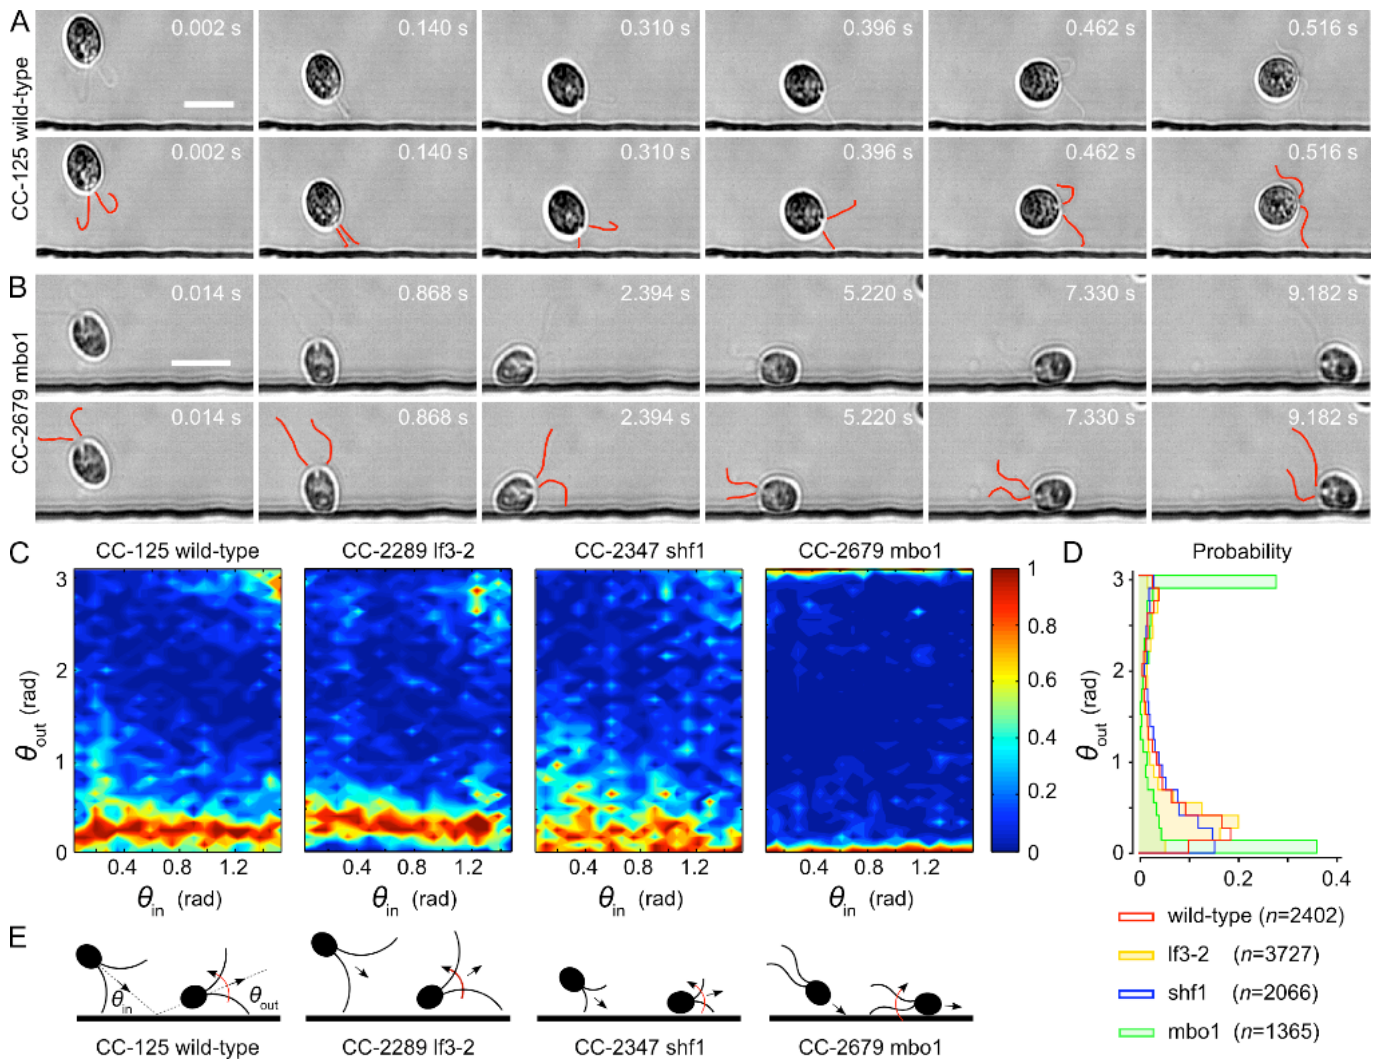 A
CC-125 wild-type
0.002 s 0.140 s 0.310 s 0.396 s 0.462 s 0.516 s
0.002 s 0.140 s 0.310 s 0.396 s 0.462 s 0.516 s
B
CC-2679 mbo1
0.014 s 0.868 s 2.394 s 5.220 s 7.330 s 9.182 s
0.014 s 0.868 s 2.394 s 5.220 s 7.330 s 9.182 s
C
CC-125 wild-type CC-2289 lf3-2 CC-2347 shf1 CC-2679 mbo1
θout (rad)
3
2
1
0
0.4 0.8 1.2 0.4 0.8 1.2 0.4 0.8 1.2 0.4 0.8 1.2
θin (rad) θin (rad) θin (rad) θin (rad)
1
0.8
0.6
0.4
0.2
0
D
Probability
3
2
1
0
θout (rad)
0 0.2 0.4
wild-type (n=2402)
lf3-2 (n=3727)
shf1 (n=2066)
mbo1 (n=1365)
E
θin θout
CC-125 wild-type CC-2289 lf3-2 CC-2347 shf1 CC-2679 mbo1